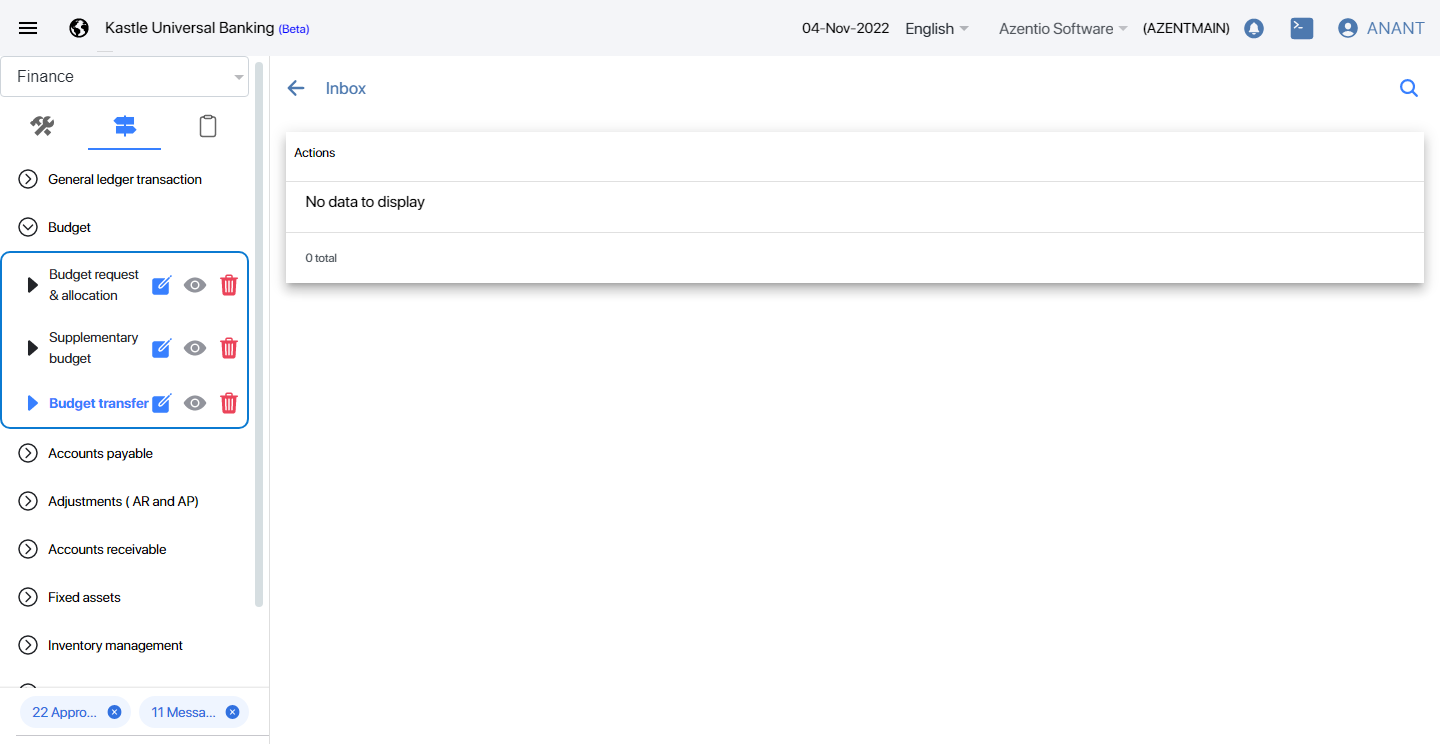 Kastle Universal Banking (Beta)
04-Nov-2022 English Azentio Software (AZENTMAIN) ANANT
Finance
Inbox
Actions
No data to display
0 total
General ledger transaction
Budget
Budget request
& allocation
Supplementary
budget
Budget transfer
Accounts payable
Adjustments ( AR and AP)
Accounts receivable
Fixed assets
Inventory management
22 Appro... 11 Messa...